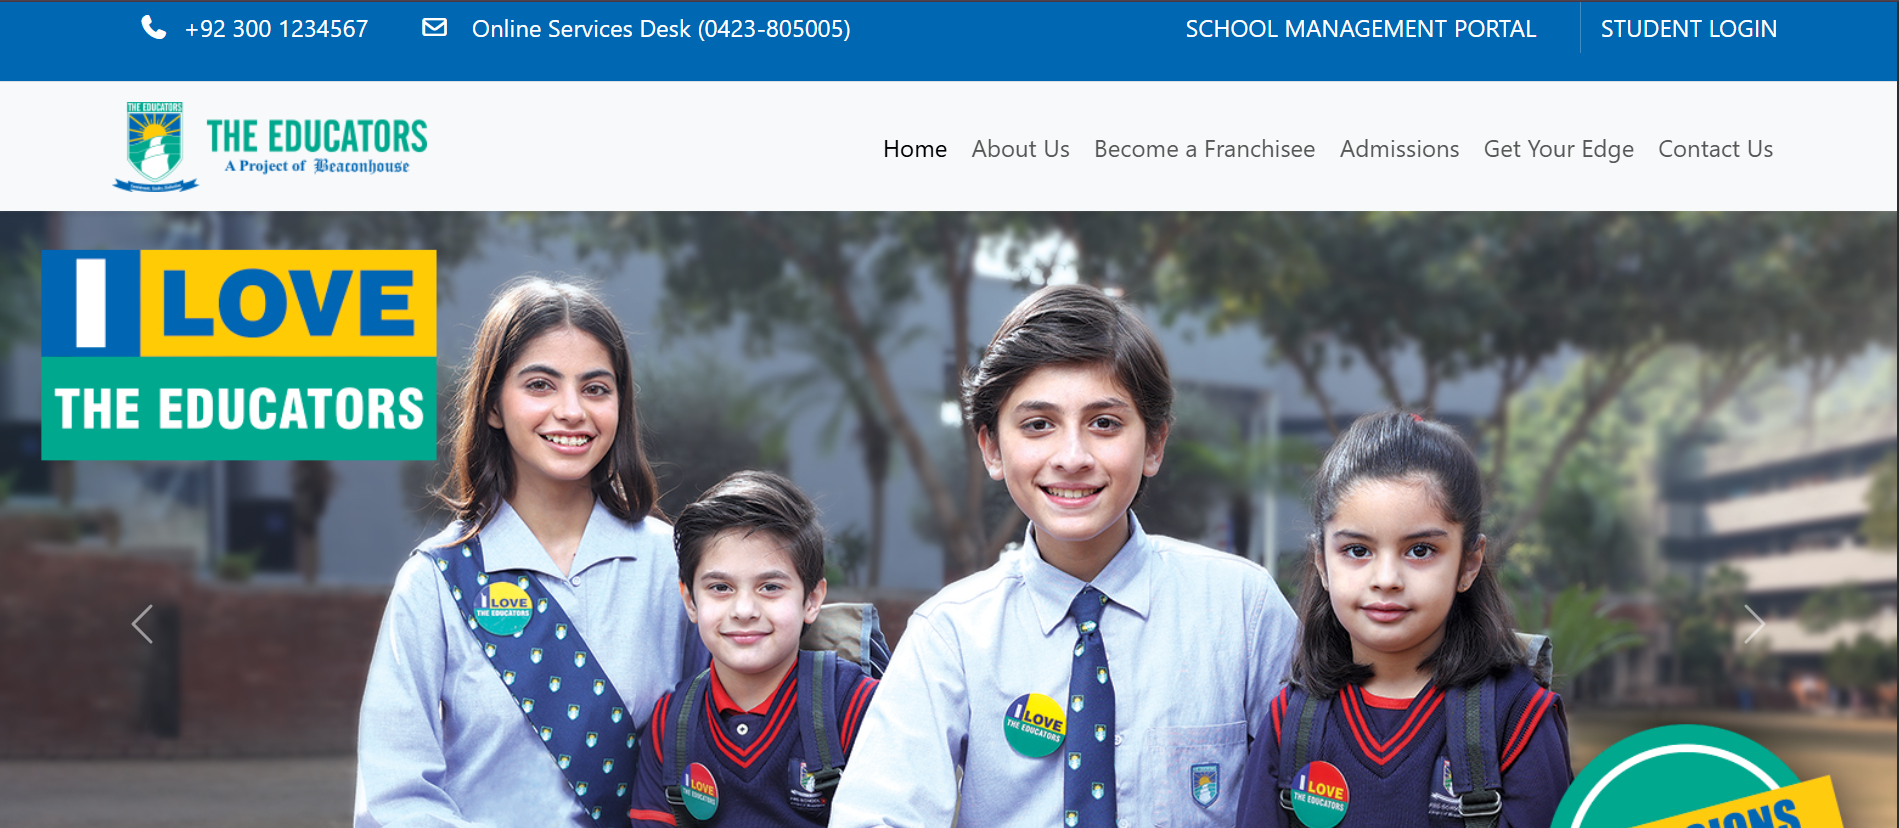 +92 300 1234567 Online Services Desk (0423-805005) SCHOOL MANAGEMENT PORTAL STUDENT LOGIN
THE EDUCATORS
THE EDUCATORS
A Project of Beaconhouse
Home About Us Become a Franchisee Admissions Get Your Edge Contact Us
I LOVE
THE EDUCATORS
I LOVE
THE EDUCATORS
I LOVE
THE EDUCATORS
I LOVE
THE EDUCATORS
I LOVE
THE EDUCATORS